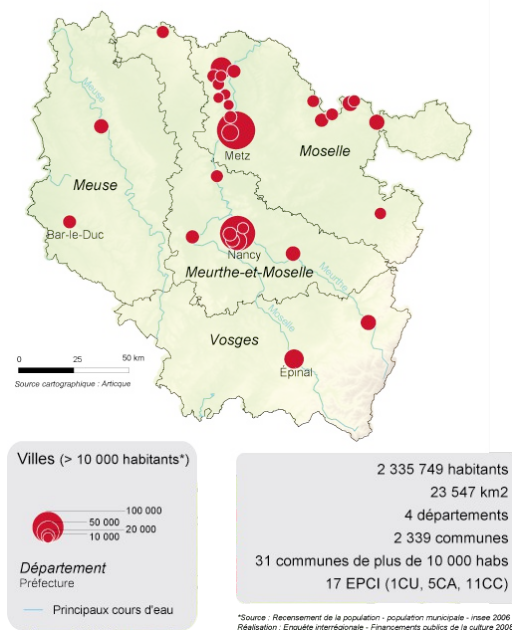 Meuse
Metz
Moselle
Meuse
Bar-le-Duc
Nancy
Meurthe-et-Moselle
Meurthe
Moselle
Vosges
Épinal
0 25 50 km
Source cartographique : Articque
Villes (> 10 000 habitants*)
100 000
50 000
20 000
10 000
Département
Préfecture
Principaux cours d'eau
2 335 749 habitants
23 547 km2
4 départements
2 339 communes
31 communes de plus de 10 000 habs
17 EPCI (1CU, 5CA, 11CC)
*Source : Recensement de la population - population municipale - insee 2006
Réalisation : Enquête interrégionale - Financements publics de la culture 2008